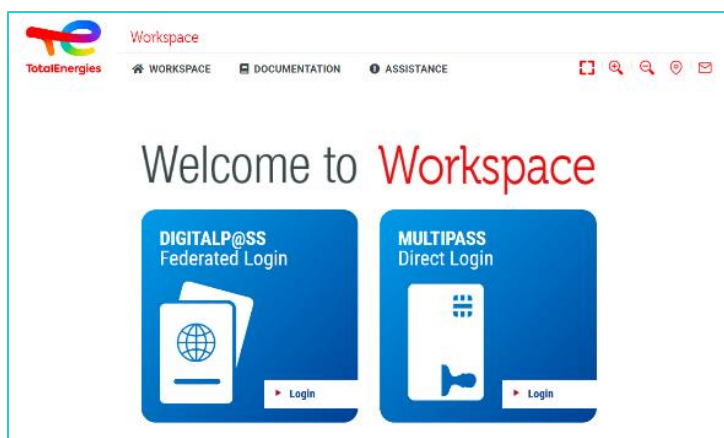 Workspace
TotalEnergies
WORKSPACE DOCUMENTATION ASSISTANCE
Welcome to Workspace
DIGITALP@SS
Federated Login
Login
MULTIPASS
Direct Login
Login